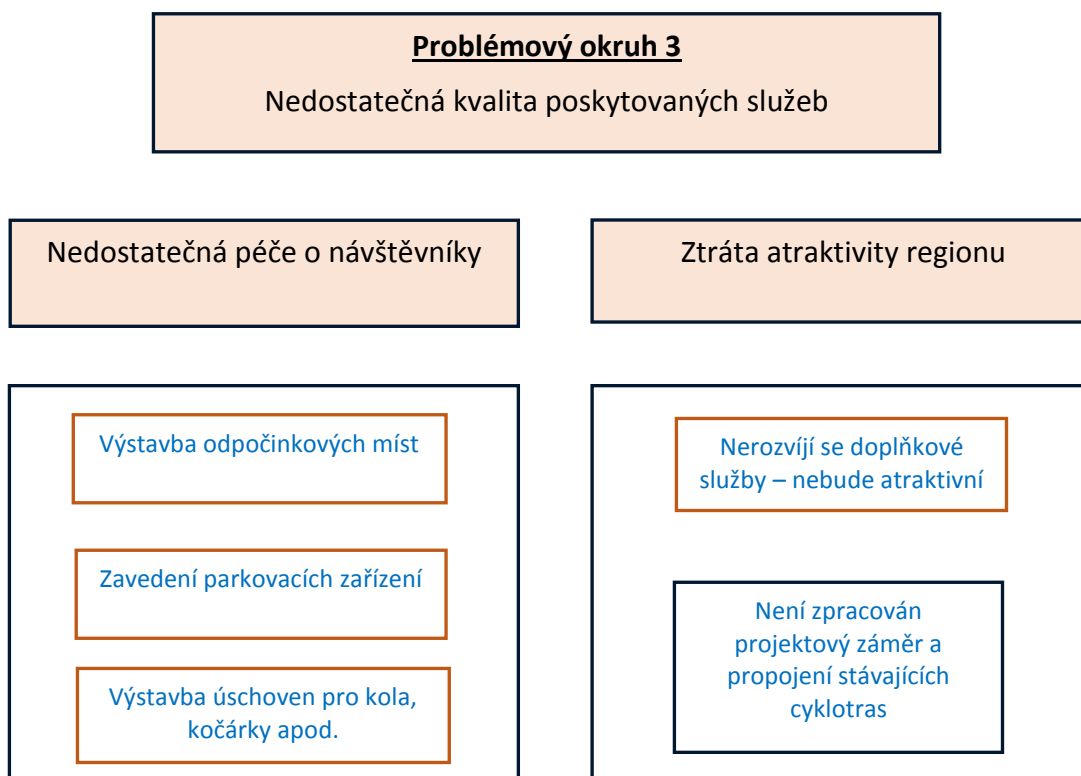 Problémový okruh 3
Nedostatečná kvalita poskytovaných služeb
Nedostatečná péče o návštěvníky
Ztráta atraktivity regionu
Výstavba odpočinkových míst
Zavedení parkovacích zařízení
Výstavba úschoven pro kola,
kočárky apod.
Nerozvíjí se doplňkové
služby – nebude atraktivní
Není zpracován
projektový záměr a
propojení stávajících
cyklotras